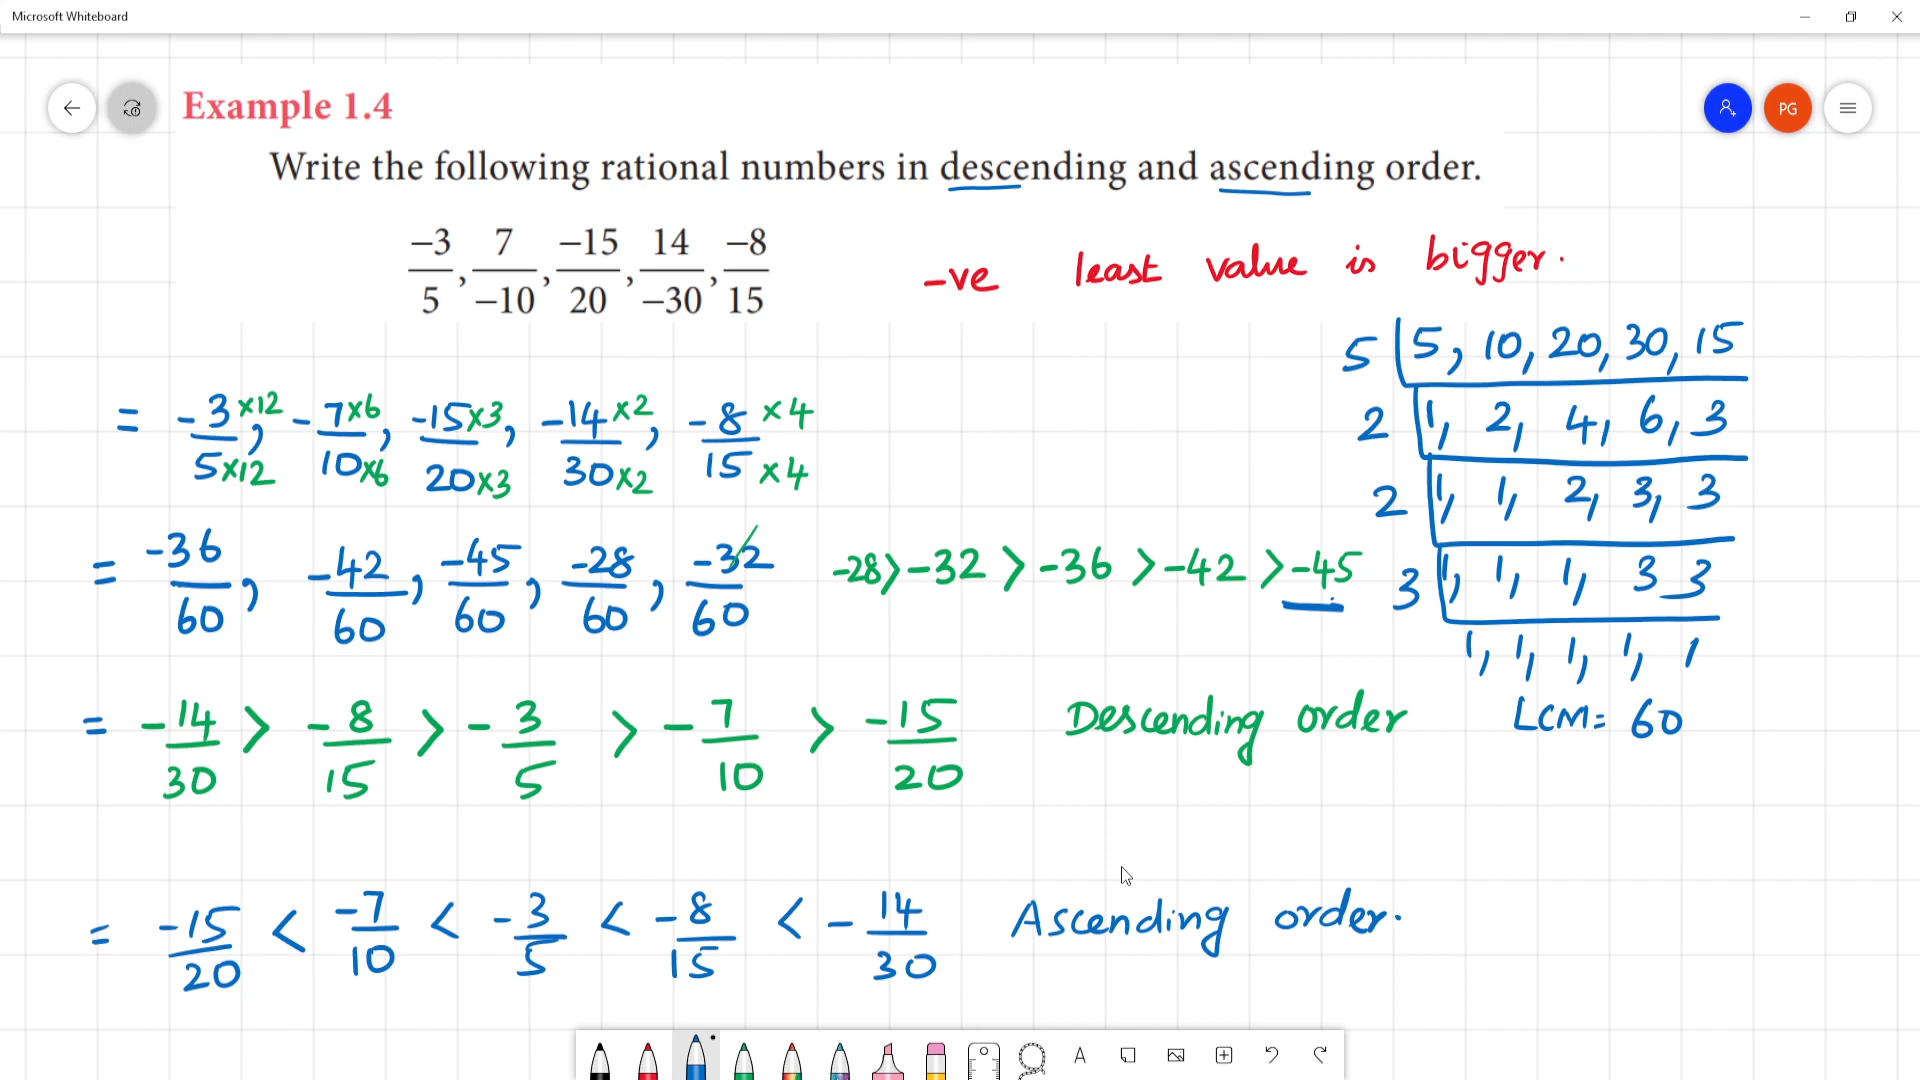 Microsoft Whiteboard
Example 1.4
PG
Write the following rational numbers in descending and ascending order.
−3/5, 7/−10, −15/20, 14/−30, −8/15
-ve least value is bigger.
5 | 5, 10, 20, 30, 15
2 | 1, 2, 4, 6, 3
2 | 1, 1, 2, 3, 3
3 | 1, 1, 1, 3 3
1, 1, 1, 1, 1
LCM = 60
= -3×12/5×12, -7×6/10×6, -15×3/20×3, -14×2/30×2, -8×4/15×4
= -36/60, -42/60, -45/60, -28/60, -32/60
-28 > -32 > -36 > -42 > -45
= -14/30 > -8/15 > -3/5 > -7/10 > -15/20 Descending order
= -15/20 < -7/10 < -3/5 < -8/15 < -14/30 Ascending order.
A